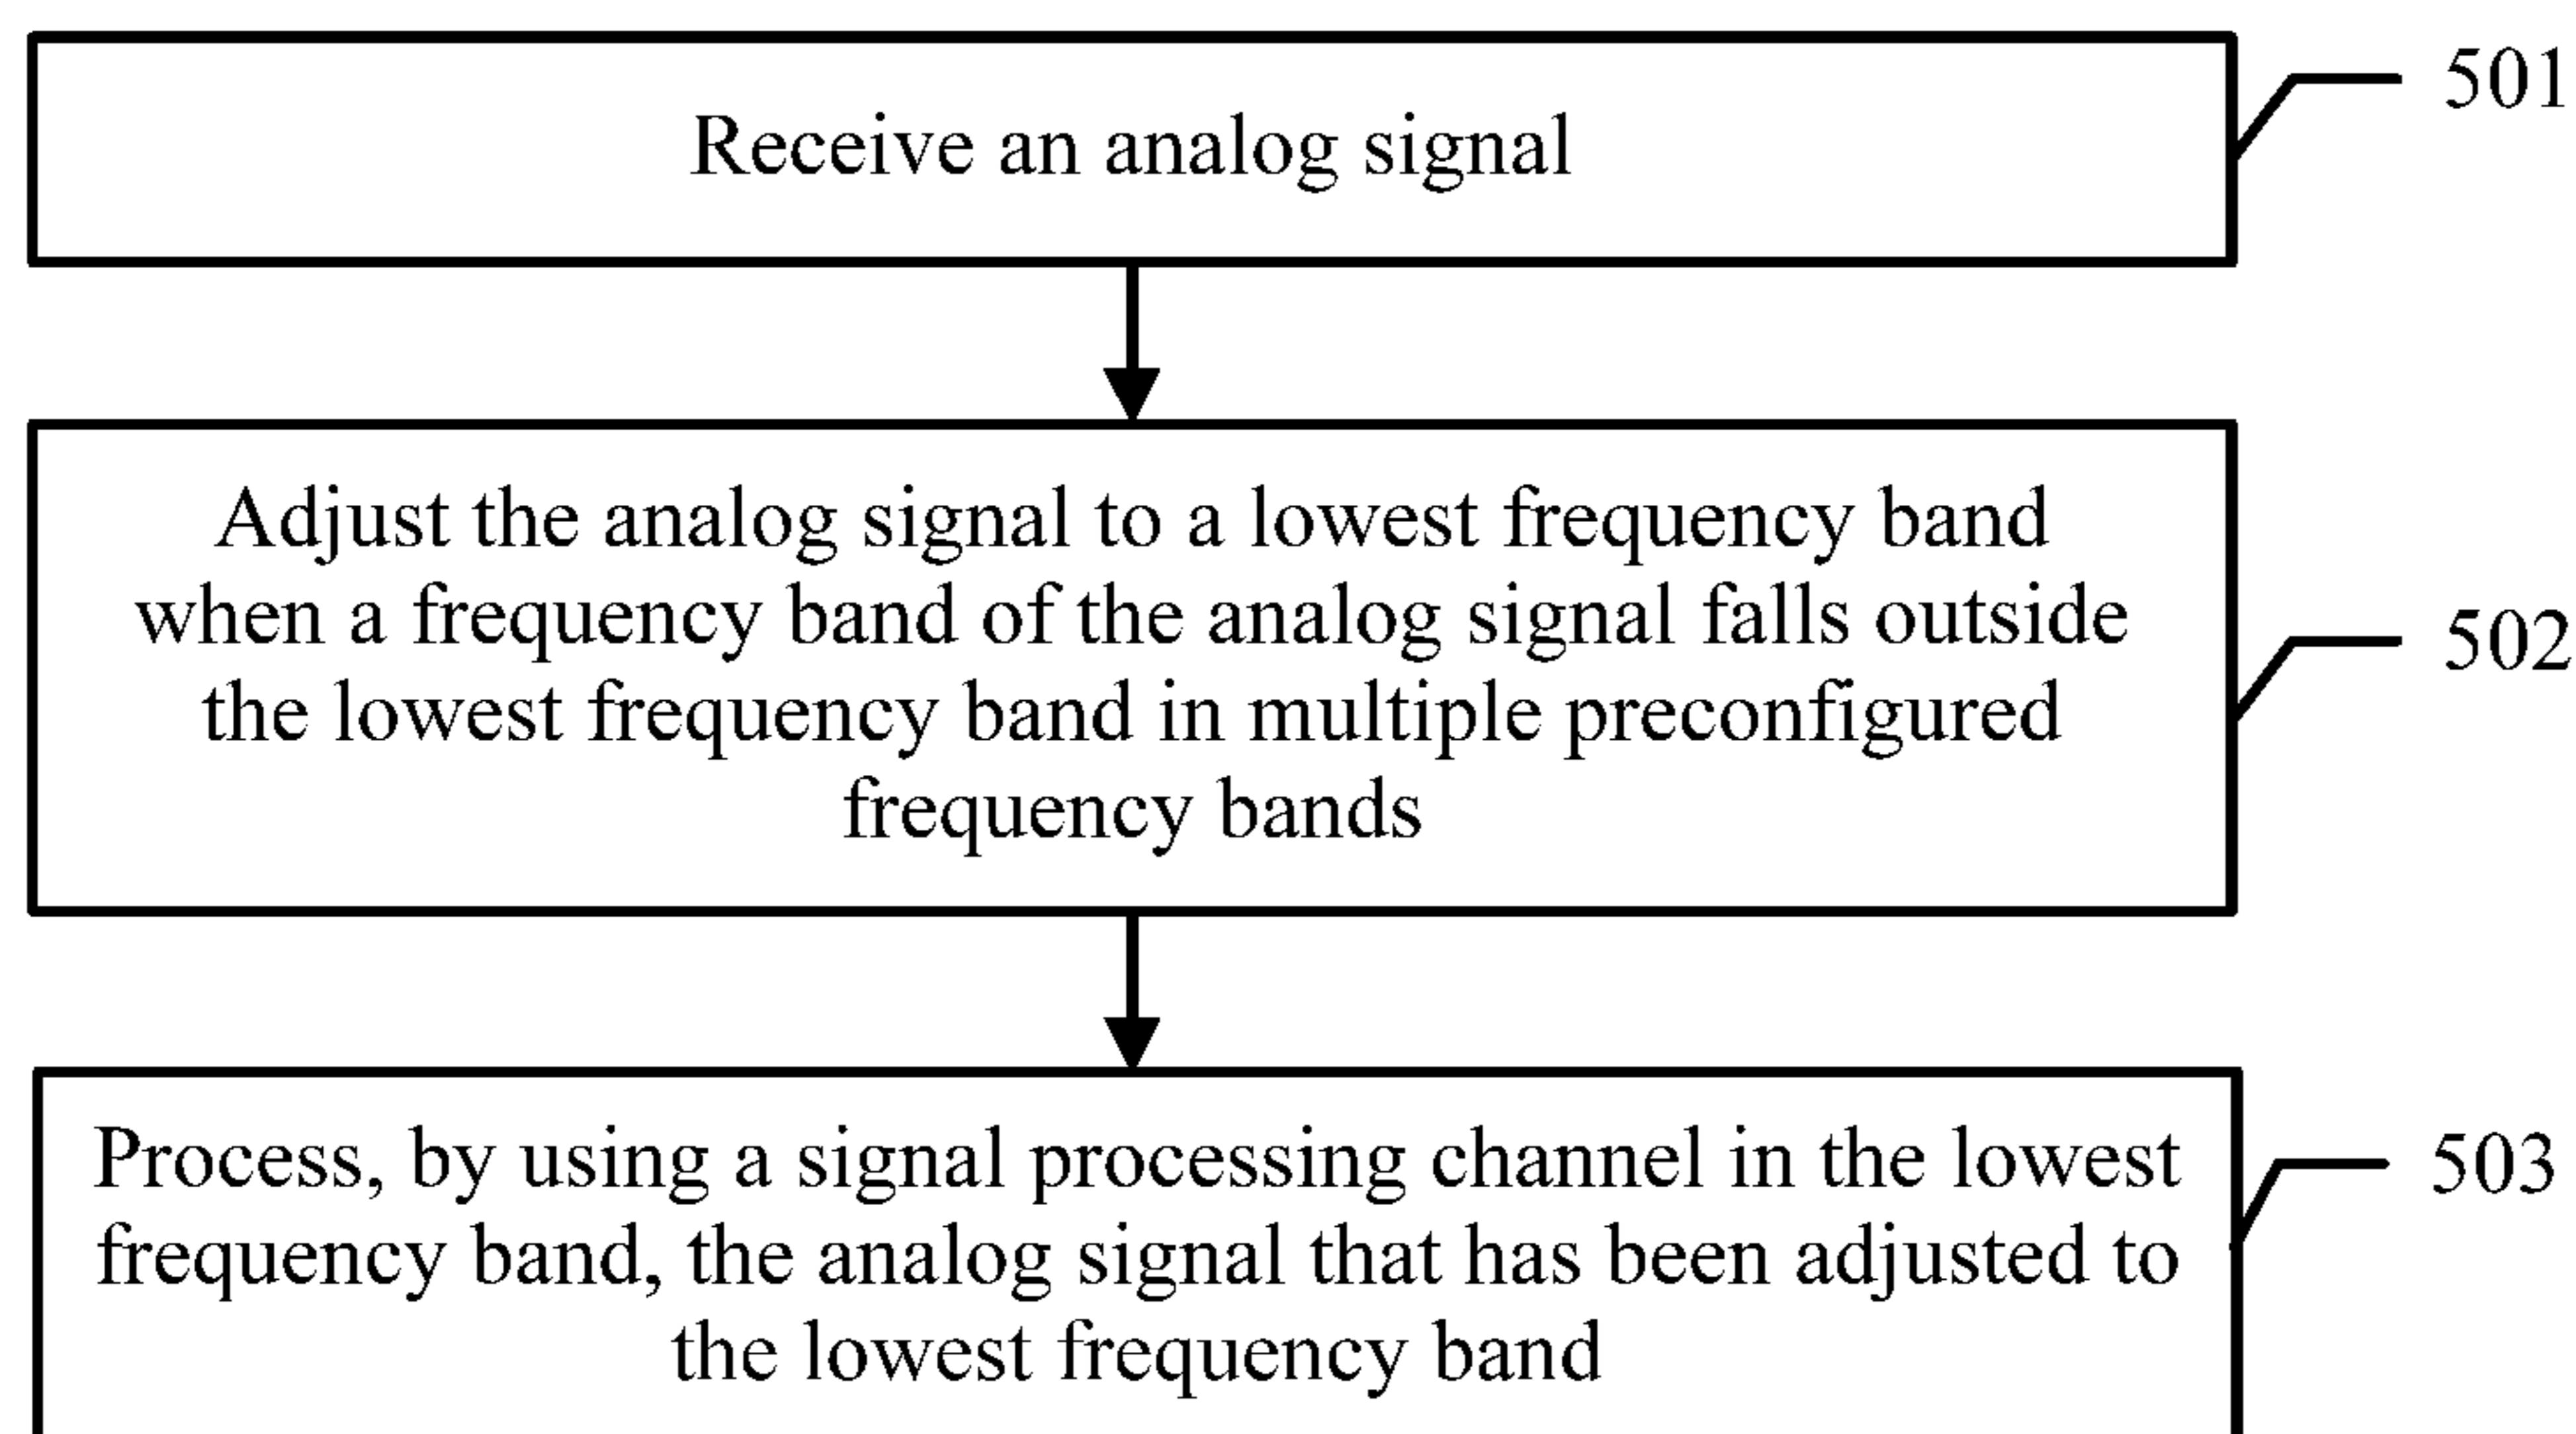 Receive an analog signal
501
Adjust the analog signal to a lowest frequency band
when a frequency band of the analog signal falls outside
the lowest frequency band in multiple preconfigured
frequency bands
502
Process, by using a signal processing channel in the lowest
frequency band, the analog signal that has been adjusted to
the lowest frequency band
503